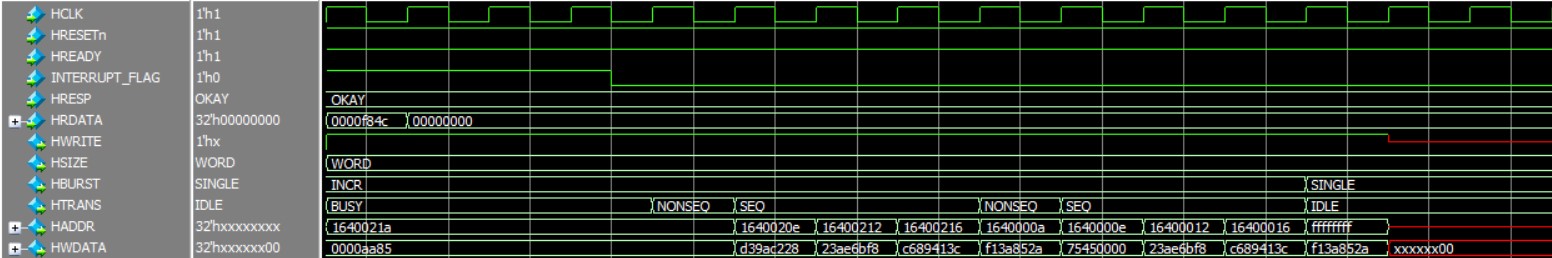 HCLK 1'h1
HRESETn 1'h1
HREADY 1'h1
INTERRUPT_FLAG 1'h0
HRESP OKAY OKAY
HRDATA 32'h00000000 0000f84c 00000000
HWRITE 1'hx
HSIZE WORD WORD
HBURST SINGLE INCR SINGLE
HTRANS IDLE BUSY NONSEQ SEQ NONSEQ SEQ IDLE
HADDR 32'hxxxxxxxx 1640021a 1640020e 16400212 16400216 1640000a 1640000e 16400012 16400016 ffffffff
HWDATA 32'hxxxxxx00 0000aa85 d39ac228 23ae6bf8 c689413c f13a852a 75450000 23ae6bf8 c689413c f13a852a xxxxxx00